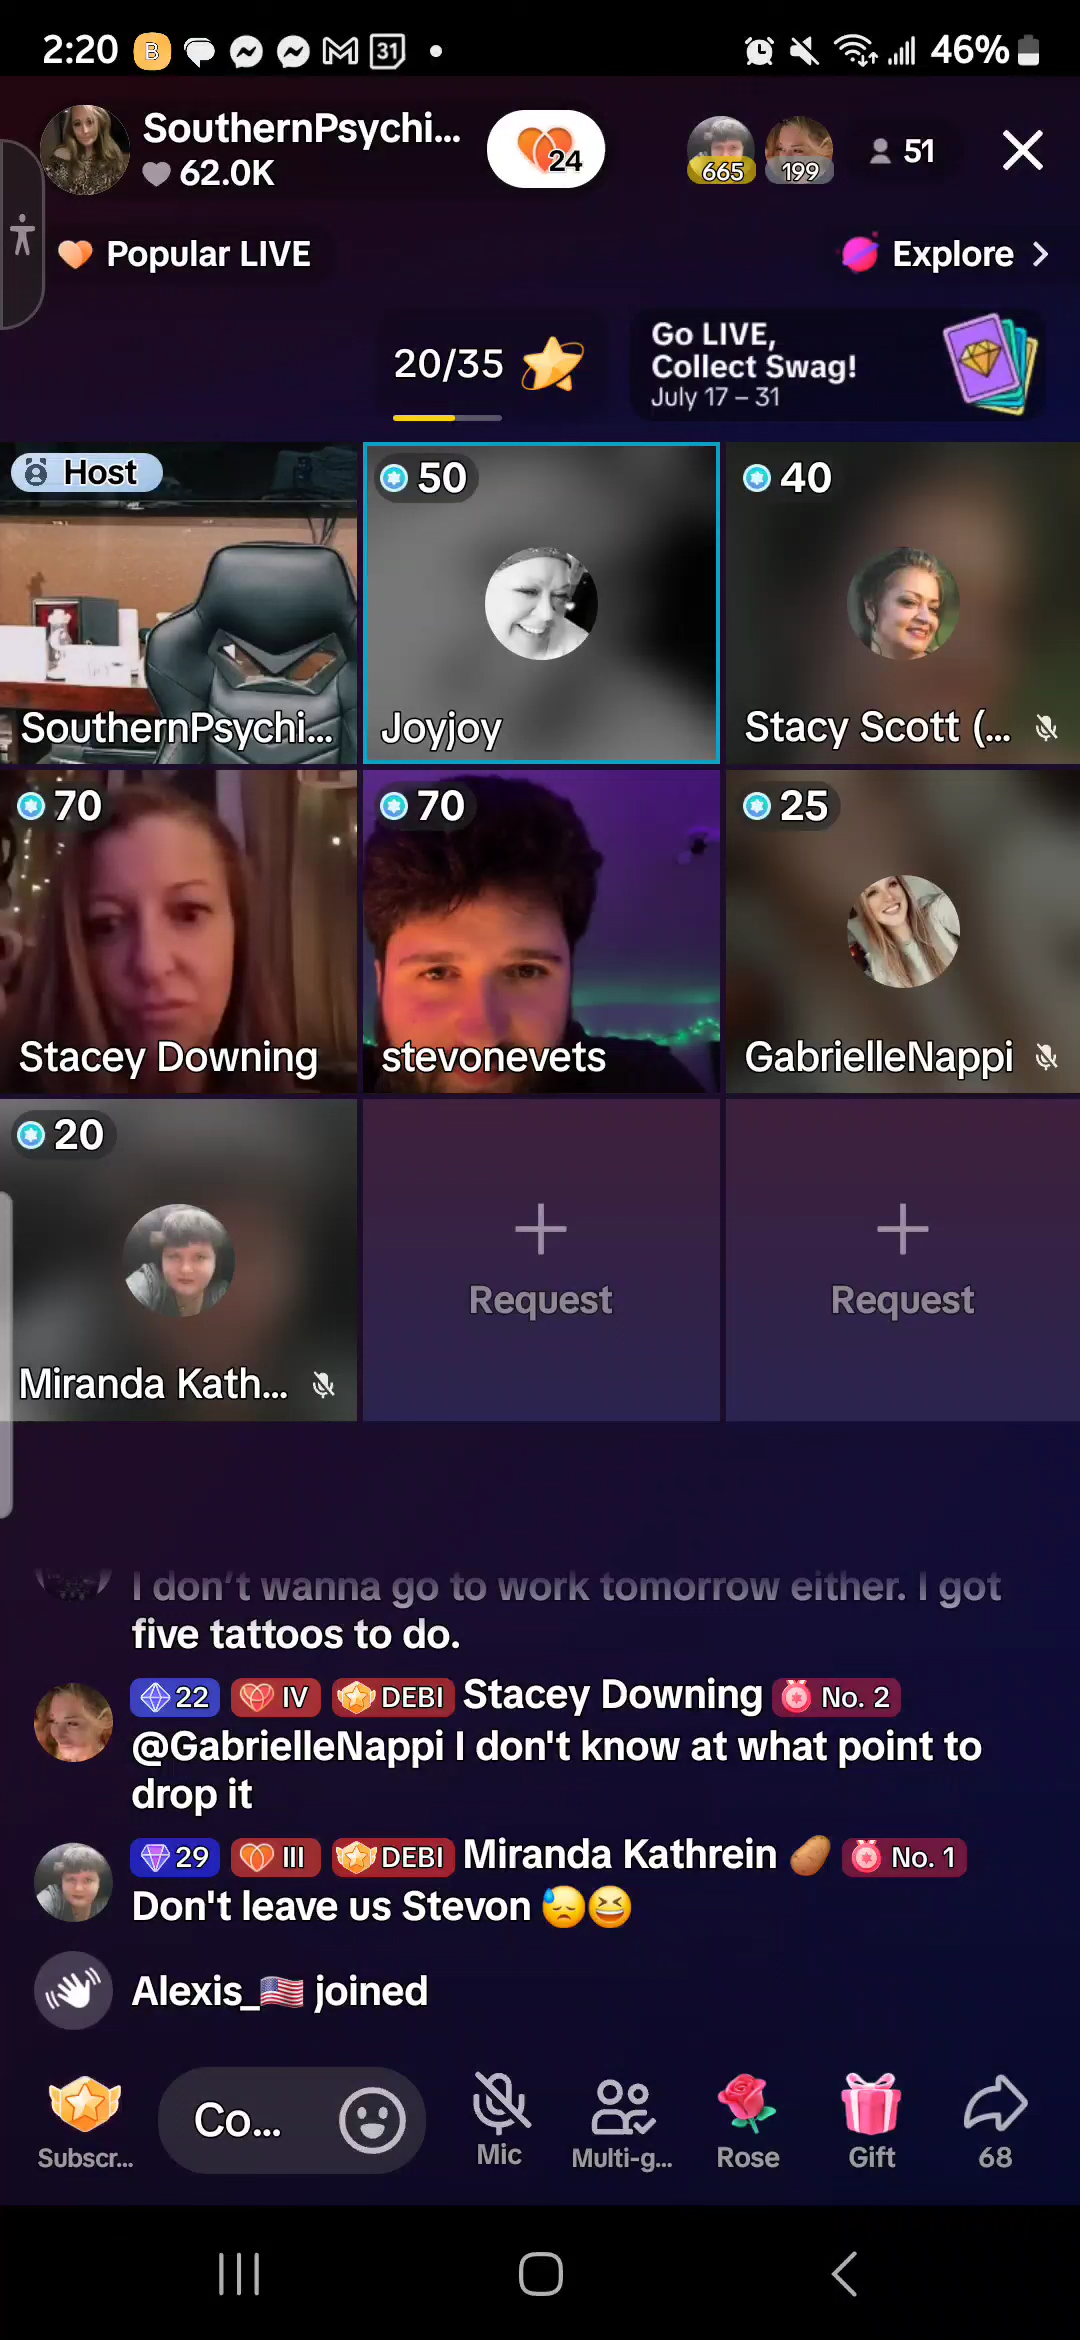 2:20
B
31
46%
SouthernPsychi...
62.0K
24
665
199
51
Popular LIVE
Explore
20/35
Go LIVE,
Collect Swag!
July 17 – 31
Host
SouthernPsychi...
50
Joyjoy
40
Stacy Scott (...
70
Stacey Downing
70
stevonevets
25
GabrielleNappi
20
Miranda Kath...
Request
Request
I don't wanna go to work tomorrow either. I got
five tattoos to do.
22 IV DEBI Stacey Downing No. 2
@GabrielleNappi I don't know at what point to
drop it
29 III DEBI Miranda Kathrein 🥔 No. 1
Don't leave us Stevon 😓😆
Alexis_🇺🇸 joined
Co...
Subscr...
Mic
Multi-g...
Rose
Gift
68